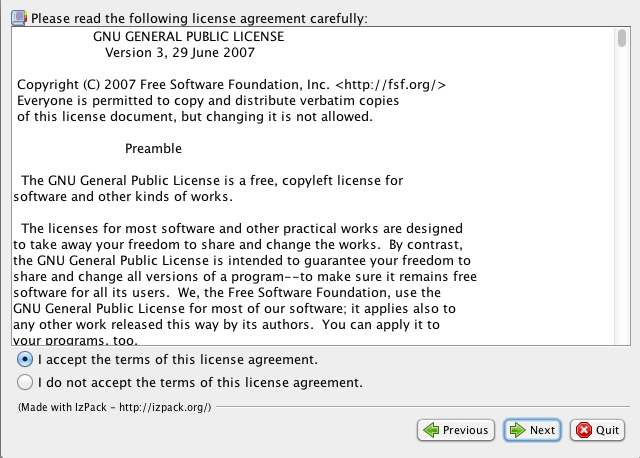 Please read the following license agreement carefully:
GNU GENERAL PUBLIC LICENSE
Version 3, 29 June 2007
Copyright (C) 2007 Free Software Foundation, Inc. <http://fsf.org/>
Everyone is permitted to copy and distribute verbatim copies
of this license document, but changing it is not allowed.
Preamble
The GNU General Public License is a free, copyleft license for
software and other kinds of works.
The licenses for most software and other practical works are designed
to take away your freedom to share and change the works.  By contrast,
the GNU General Public License is intended to guarantee your freedom to
share and change all versions of a program--to make sure it remains free
software for all its users.  We, the Free Software Foundation, use the
GNU General Public License for most of our software; it applies also to
any other work released this way by its authors.  You can apply it to
your programs, too.
I accept the terms of this license agreement.
I do not accept the terms of this license agreement.
(Made with IzPack - http://izpack.org/)
Previous
Next
Quit